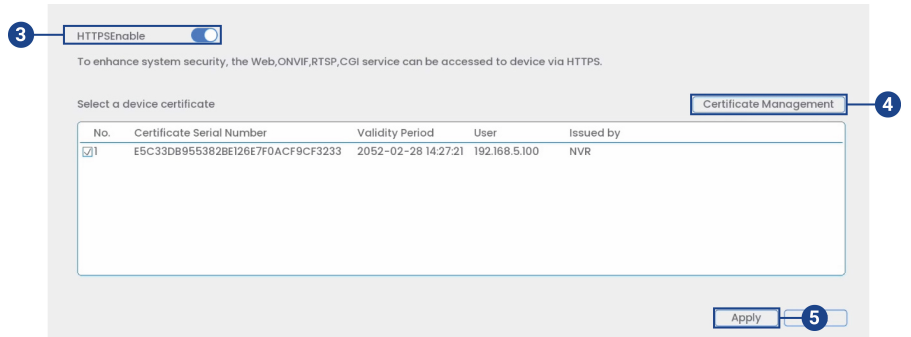 3
HTTPSEnable
To enhance system security, the Web,ONVIF,RTSP,CGI service can be accessed to device via HTTPS.
Select a device certificate
Certificate Management
4
No. Certificate Serial Number Validity Period User Issued by
1 E5C33DB955382BE126E7F0ACF9CF3233 2052-02-28 14:27:21 192.168.5.100 NVR
Apply
5